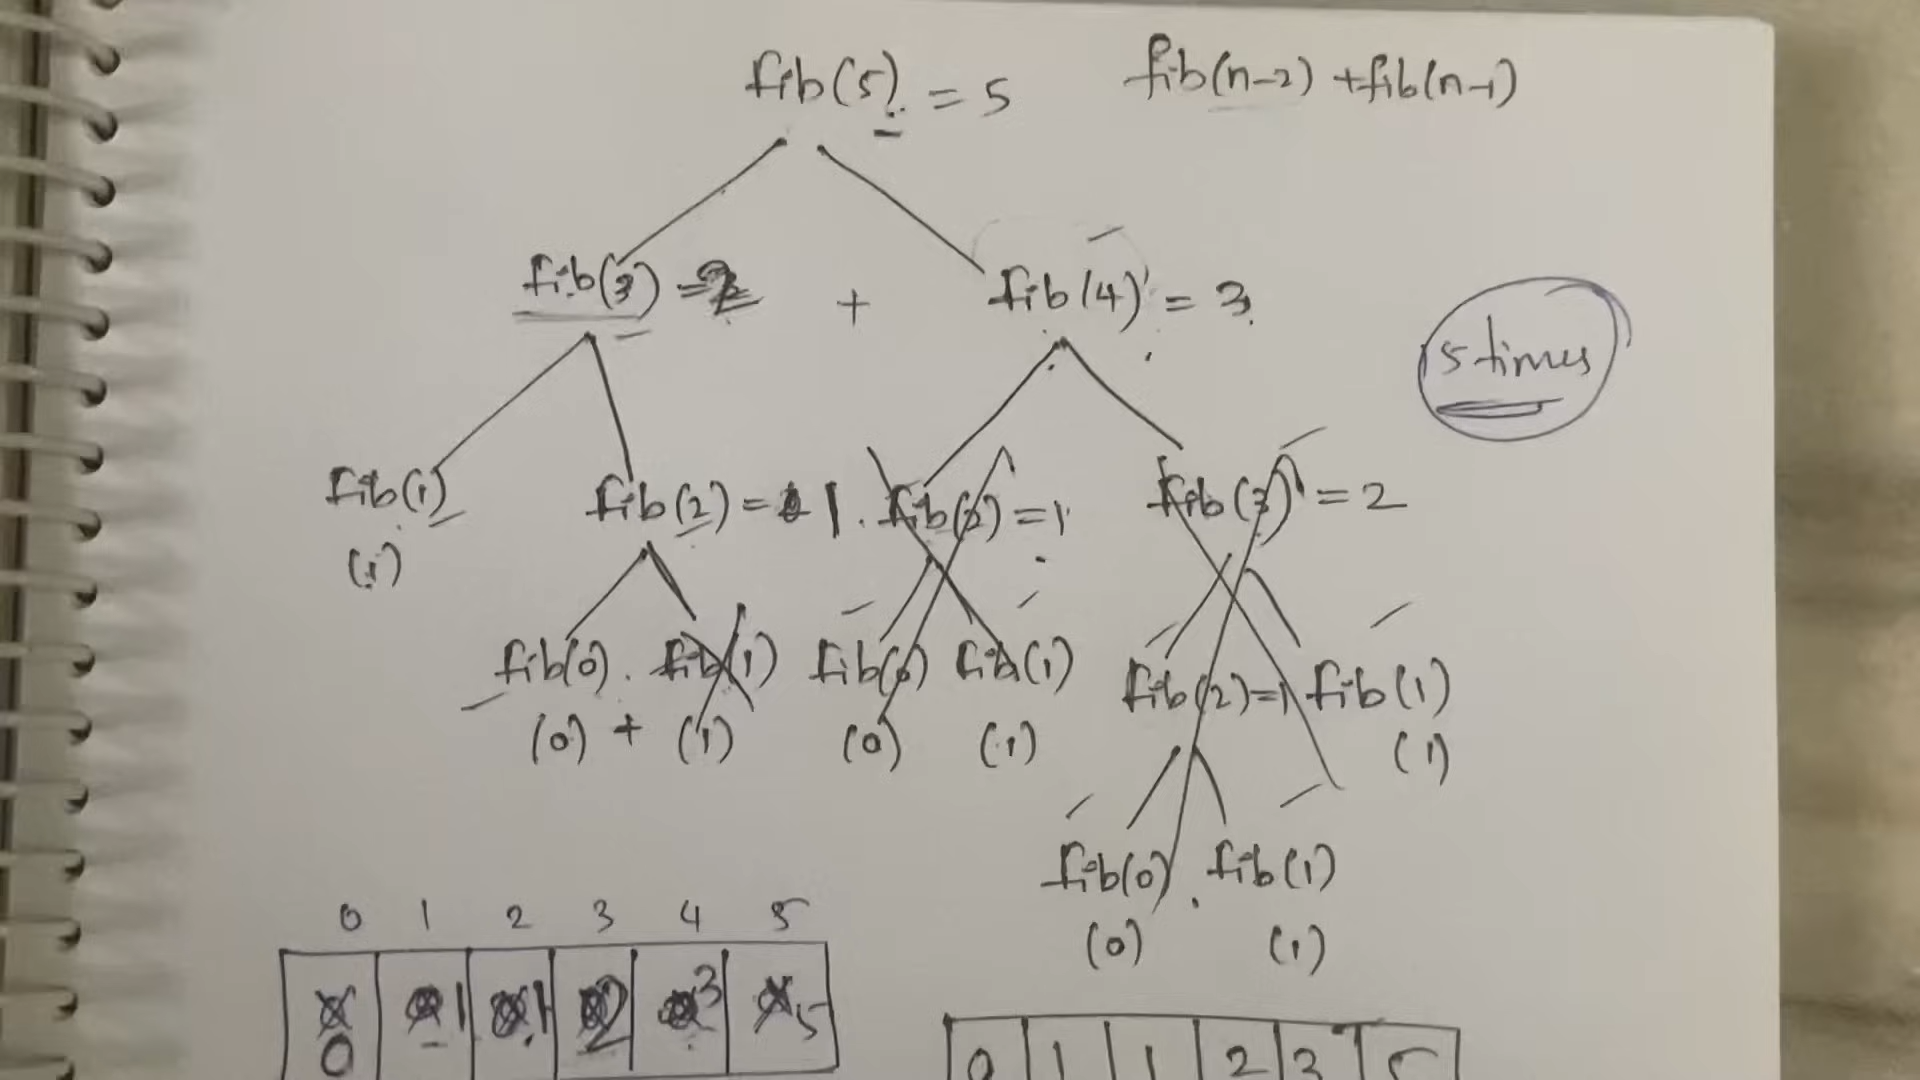 fib(5) = 5 fib(n-2) + fib(n-1)
fib(3) = 2 + fib(4) = 3
5 times
fib(1) fib(2) = 1 fib(2) = 1 fib(3) = 2
(1)
fib(0) . fib(1) fib(0) fib(1) fib(2)=1 fib(1)
(0) + (1) (0) (1) (1)
fib(0) . fib(1)
(0) (1)
0 1 2 3 4 5
0 1 1 2 3 5
0 1 1 2 3 5